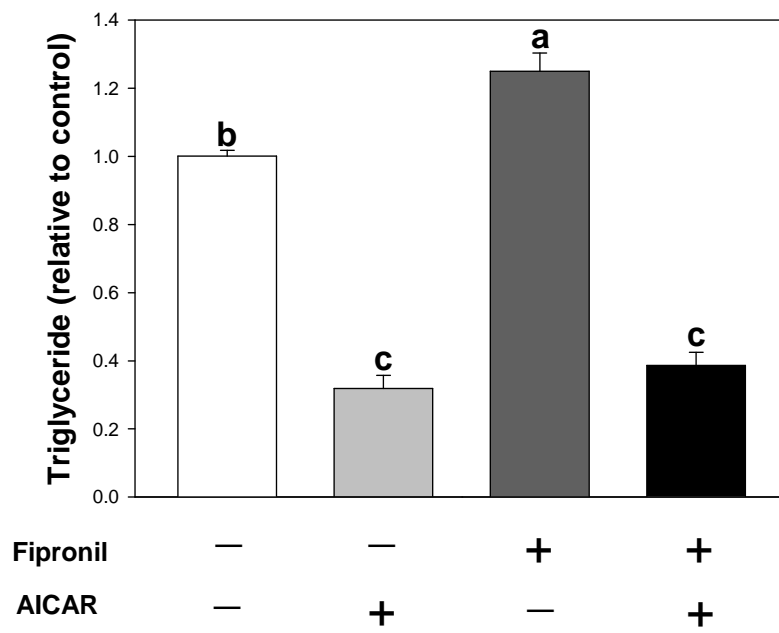 Triglyceride (relative to control)
1.4
1.2
1.0
0.8
0.6
0.4
0.2
0.0
b
c
a
c
Fipronil — — + +
AICAR — + — +